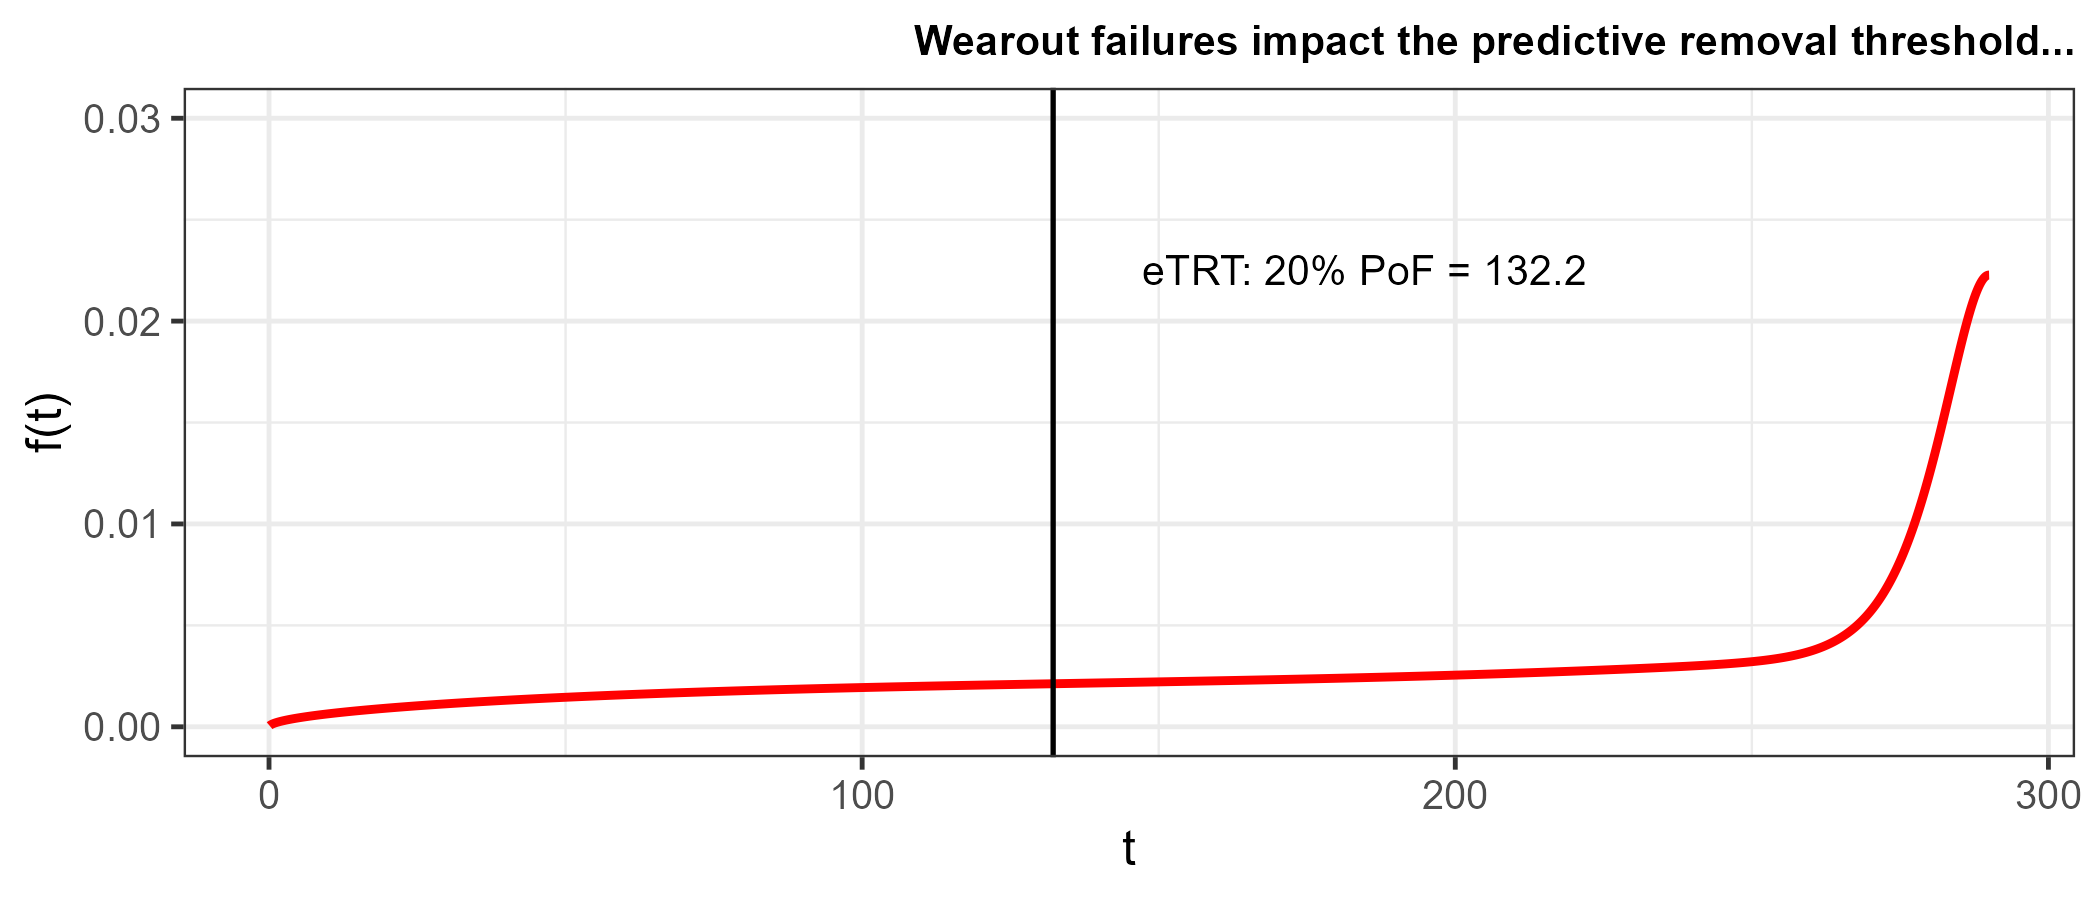 Wearout failures impact the predictive removal threshold...
0.03
0.02
0.01
0.00
f(t)
eTRT: 20% PoF = 132.2
0 100 200 300
t